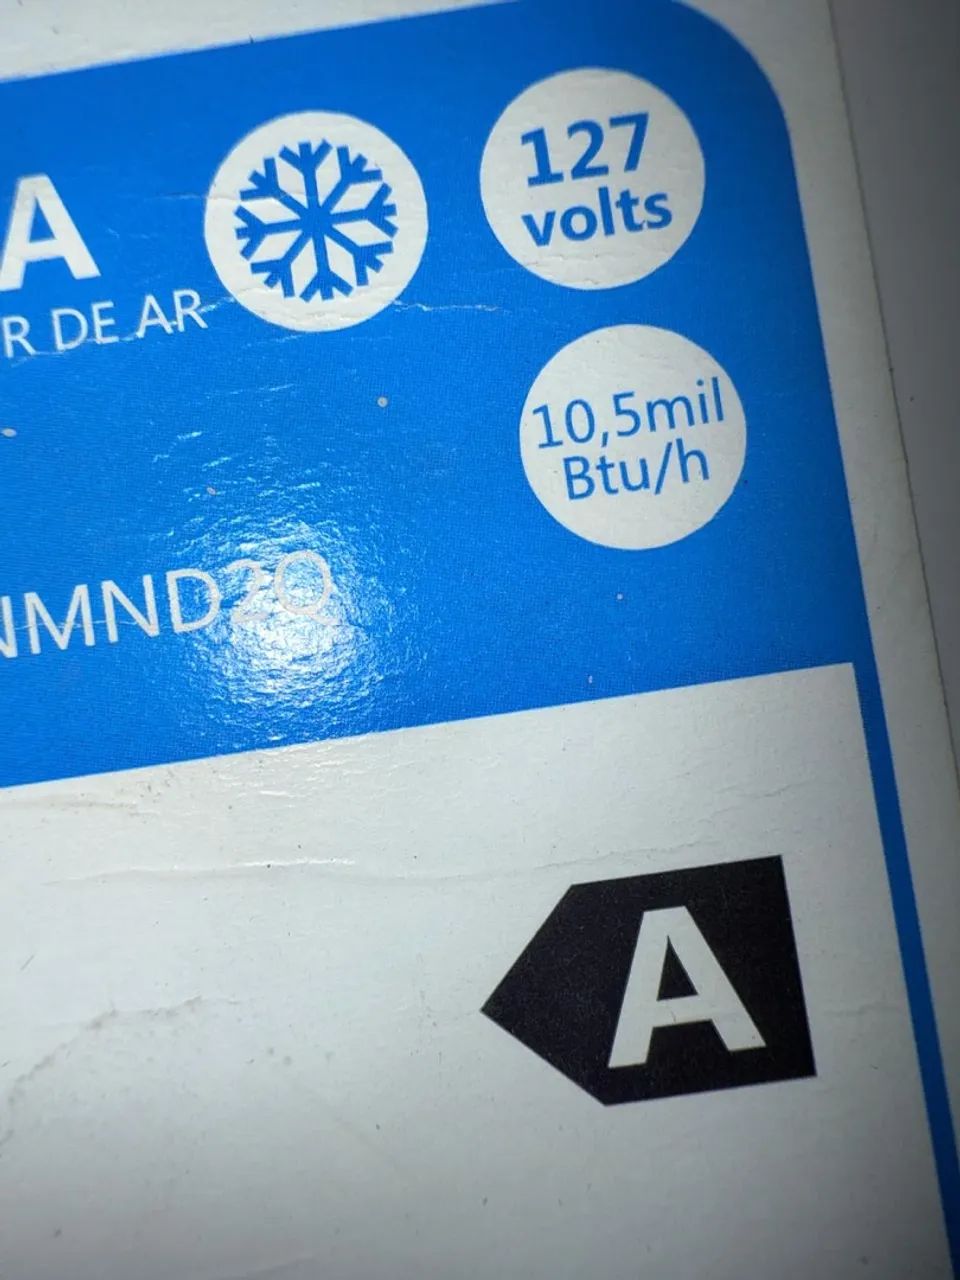 127
volts
A
R DE AR
10,5mil
Btu/h
NMND2Q
A